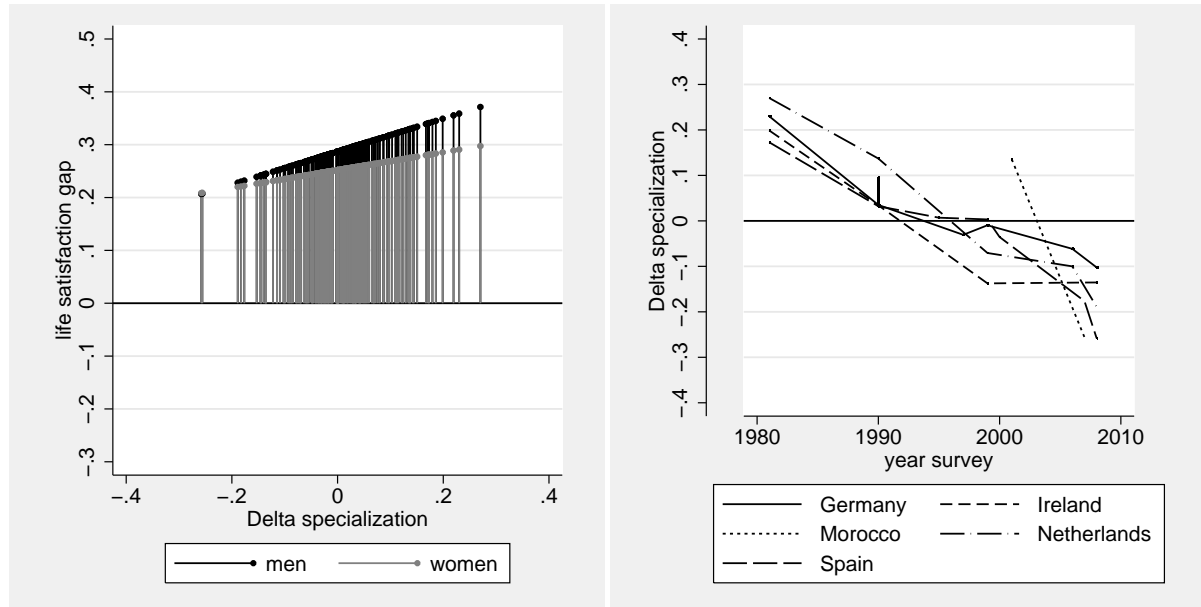 life satisfaction gap
.5
.4
.3
.2
.1
0
−.1
−.2
−.3
−.4 −.2 0 .2 .4
Delta specialization
men women
Delta specialization
.4
.3
.2
.1
0
−.1
−.2
−.3
−.4
1980 1990 2000 2010
year survey
Germany Ireland
Morocco Netherlands
Spain